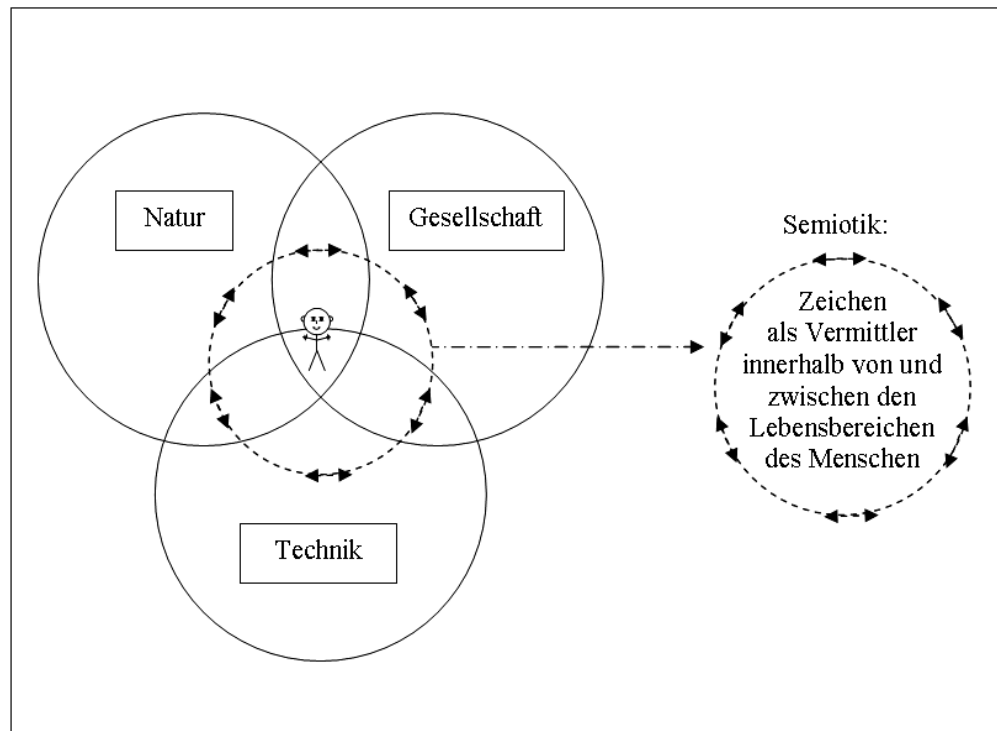 Natur
Gesellschaft
Technik
Semiotik:
Zeichen
als Vermittler
innerhalb von und
zwischen den
Lebensbereichen
des Menschen